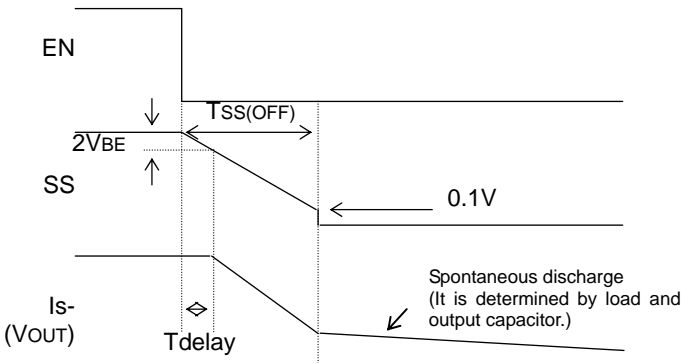 EN
TSS(OFF)
2VBE
SS
0.1V
Spontaneous discharge
(It is determined by load and
output capacitor.)
Is-
(VOUT)
Tdelay